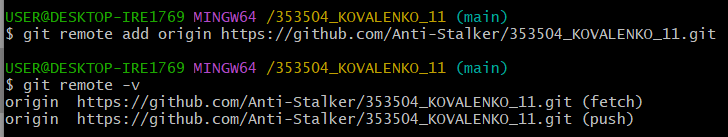 USER@DESKTOP-IRE1769 MINGW64 /353504_KOVALENKO_11 (main)
$ git remote add origin https://github.com/Anti-Stalker/353504_KOVALENKO_11.git
USER@DESKTOP-IRE1769 MINGW64 /353504_KOVALENKO_11 (main)
$ git remote -v
origin  https://github.com/Anti-Stalker/353504_KOVALENKO_11.git (fetch)
origin  https://github.com/Anti-Stalker/353504_KOVALENKO_11.git (push)